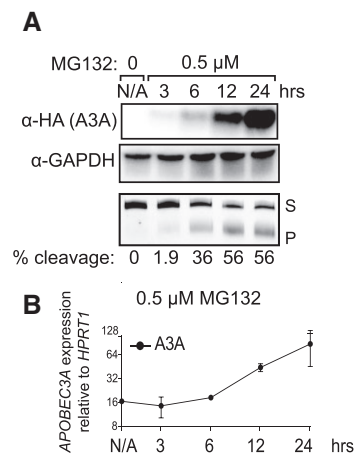 A
MG132: 0 0.5 µM
N/A 3 6 12 24 hrs
α-HA (A3A)
α-GAPDH
S
P
% cleavage: 0 1.9 36 56 56
B
0.5 µM MG132
APOBEC3A expression
relative to HPRT1
128
64
32
16
8
A3A
N/A 3 6 12 24 hrs